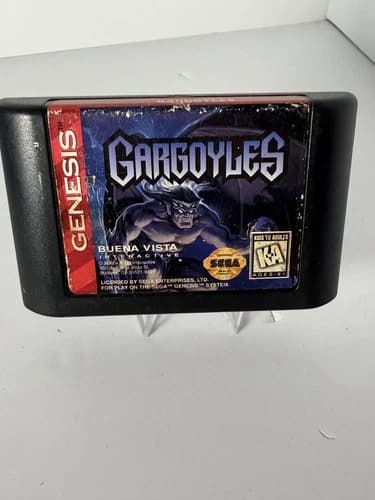 GARGOYLES
GENESIS
GARGOYLES
BUENA VISTA
INTERACTIVE
LICENSED BY SEGA ENTERPRISES, LTD.
FOR PLAY ON THE SEGA™ GENESIS™ SYSTEM.
SEGA
KIDS TO ADULTS
K-A
AGES 6+